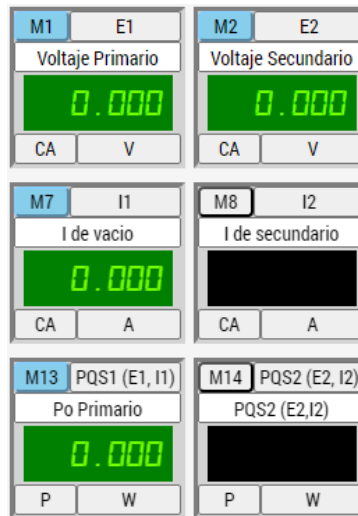 M1 E1 M2 E2
Voltaje Primario Voltaje Secundario
0.000 0.000
CA V CA V
M7 I1 M8 I2
I de vacio I de secundario
0.000
CA A CA A
M13 PQS1 (E1, I1) M14 PQS2 (E2, I2)
Po Primario PQS2 (E2,I2)
0.000
P W P W